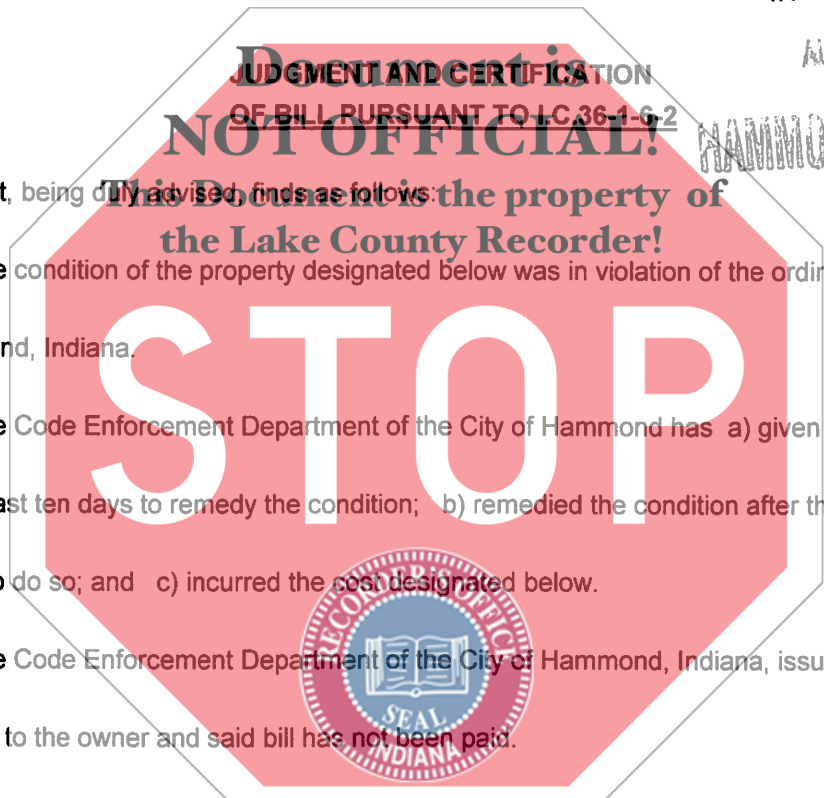 Document is
JUDGMENT AND CERTIFICATION
OF BILL PURSUANT TO I.C. 36-1-6-2
NOT OFFICIAL!
HAMMO
t, being duly advised, finds as follows:
This Document is the property of
the Lake County Recorder!
e condition of the property designated below was in violation of the ordin
STOP
nd, Indiana.
e Code Enforcement Department of the City of Hammond has a) given
ast ten days to remedy the condition; b) remedied the condition after th
o do so; and c) incurred the cost designated below.
RECORDER'S OFFICE
e Code Enforcement Department of the City of Hammond, Indiana, issu
SEAL
to the owner and said bill has not been paid.
INDIANA